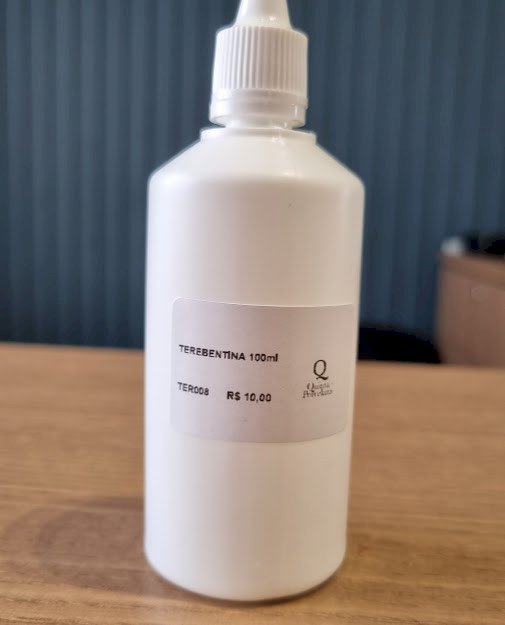 TEREBENTINA 100ml
TER008 R$ 10,00
Q